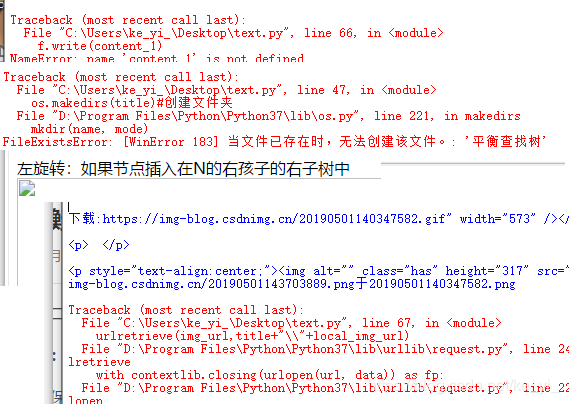 Traceback (most recent call last):
File "C:\Users\ke_yi_\Desktop\text.py", line 66, in <module>
f.write(content_1)
NameError: name 'content_1' is not defined
Traceback (most recent call last):
File "C:\Users\ke_yi_\Desktop\text.py", line 47, in <module>
os.makedirs(title)#创建文件夹
File "D:\Program Files\Python\Python37\lib\os.py", line 221, in makedirs
mkdir(name, mode)
FileExistsError: [WinError 183] 当文件已存在时，无法创建该文件。: '平衡查找树'
左旋转：如果节点插入在N的右孩子的右子树中
下载:https://img-blog.csdnimg.cn/20190501140347582.gif" width="573" /></
<p>  </p>
<p style="text-align:center;"><img alt="" class="has" height="317" src="
img-blog.csdnimg.cn/20190501143703889.png于20190501140347582.png
Traceback (most recent call last):
File "C:\Users\ke_yi_\Desktop\text.py", line 67, in <module>
urlretrieve(img_url,title+"\\"+local_img_url)
File "D:\Program Files\Python\Python37\lib\urllib\request.py", line 24
lretrieve
with contextlib.closing(urlopen(url, data)) as fp:
File "D:\Program Files\Python\Python37\lib\urllib\request.py", line 22
lopen